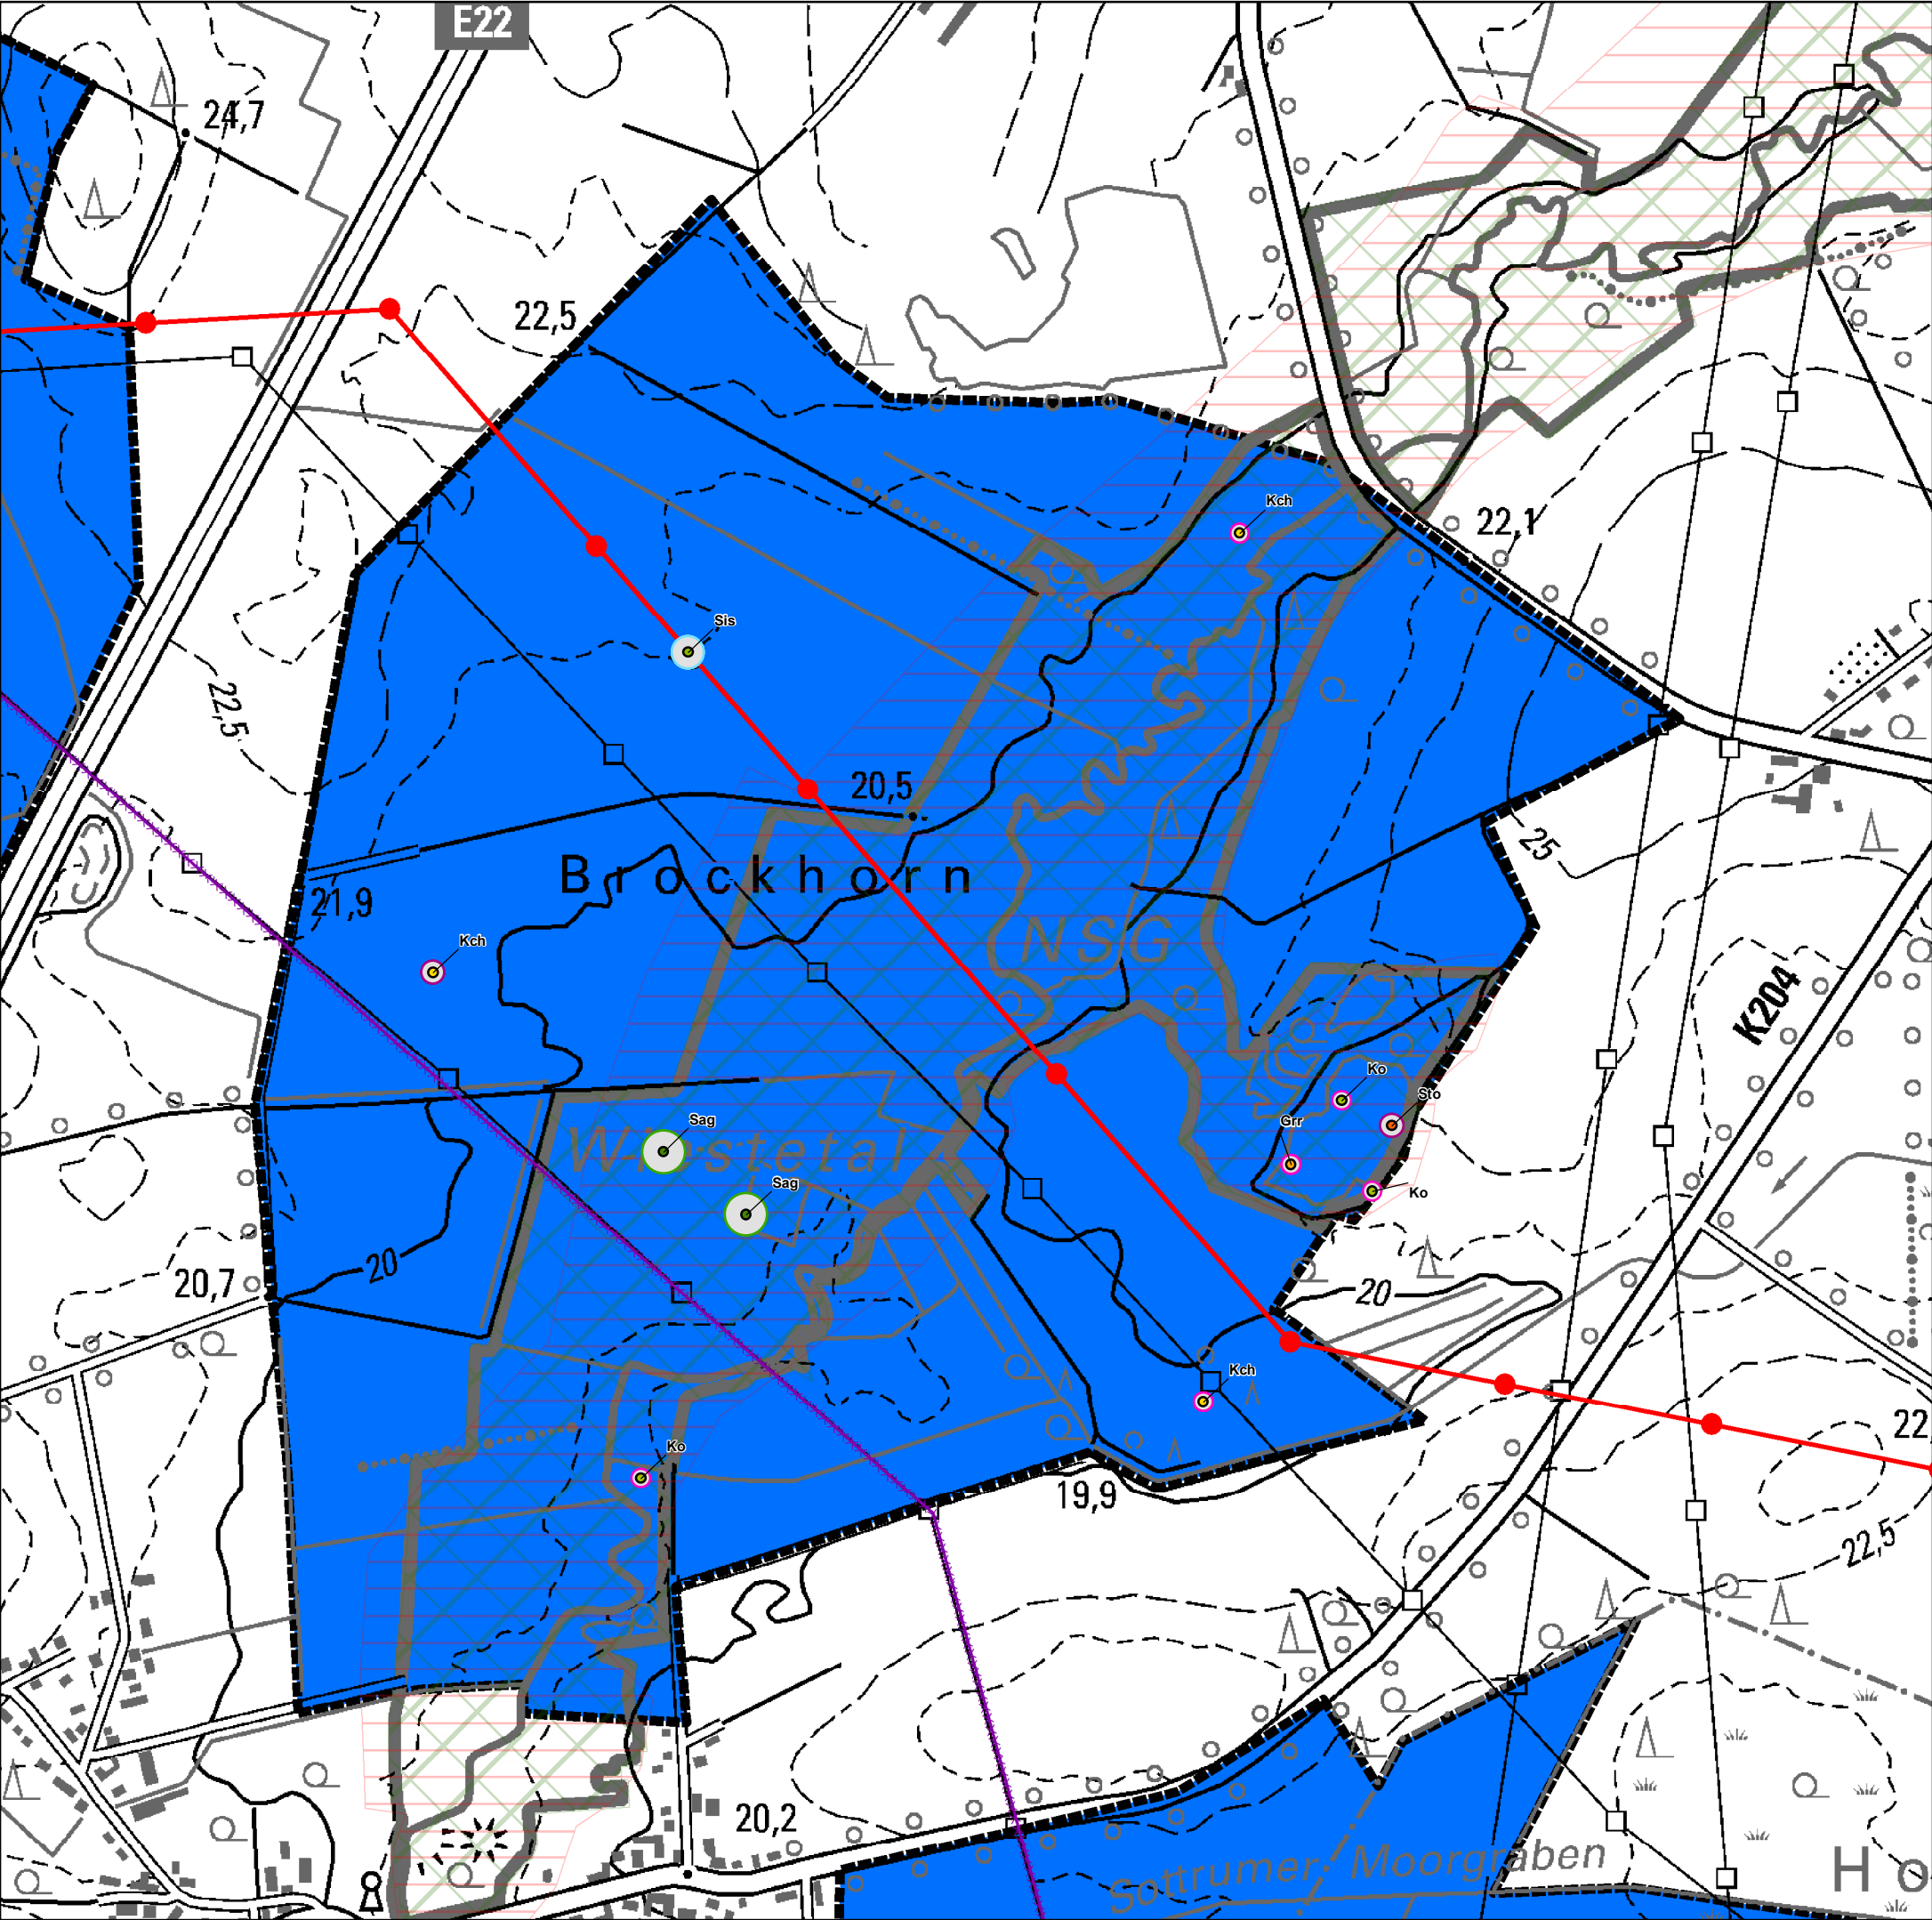 E22
24,7
22,5
Kch
22,1
Sis
22,5
20,5
25
Brockhorn
21,9
NSG
Kch
K204
Ko
Sto
Grr
Sag
Wiestetal
Sag
Ko
20
20,7
20
Kch
22,
Ko
19,9
22,5
20,2
Sottrumer Moorgraben
Ho